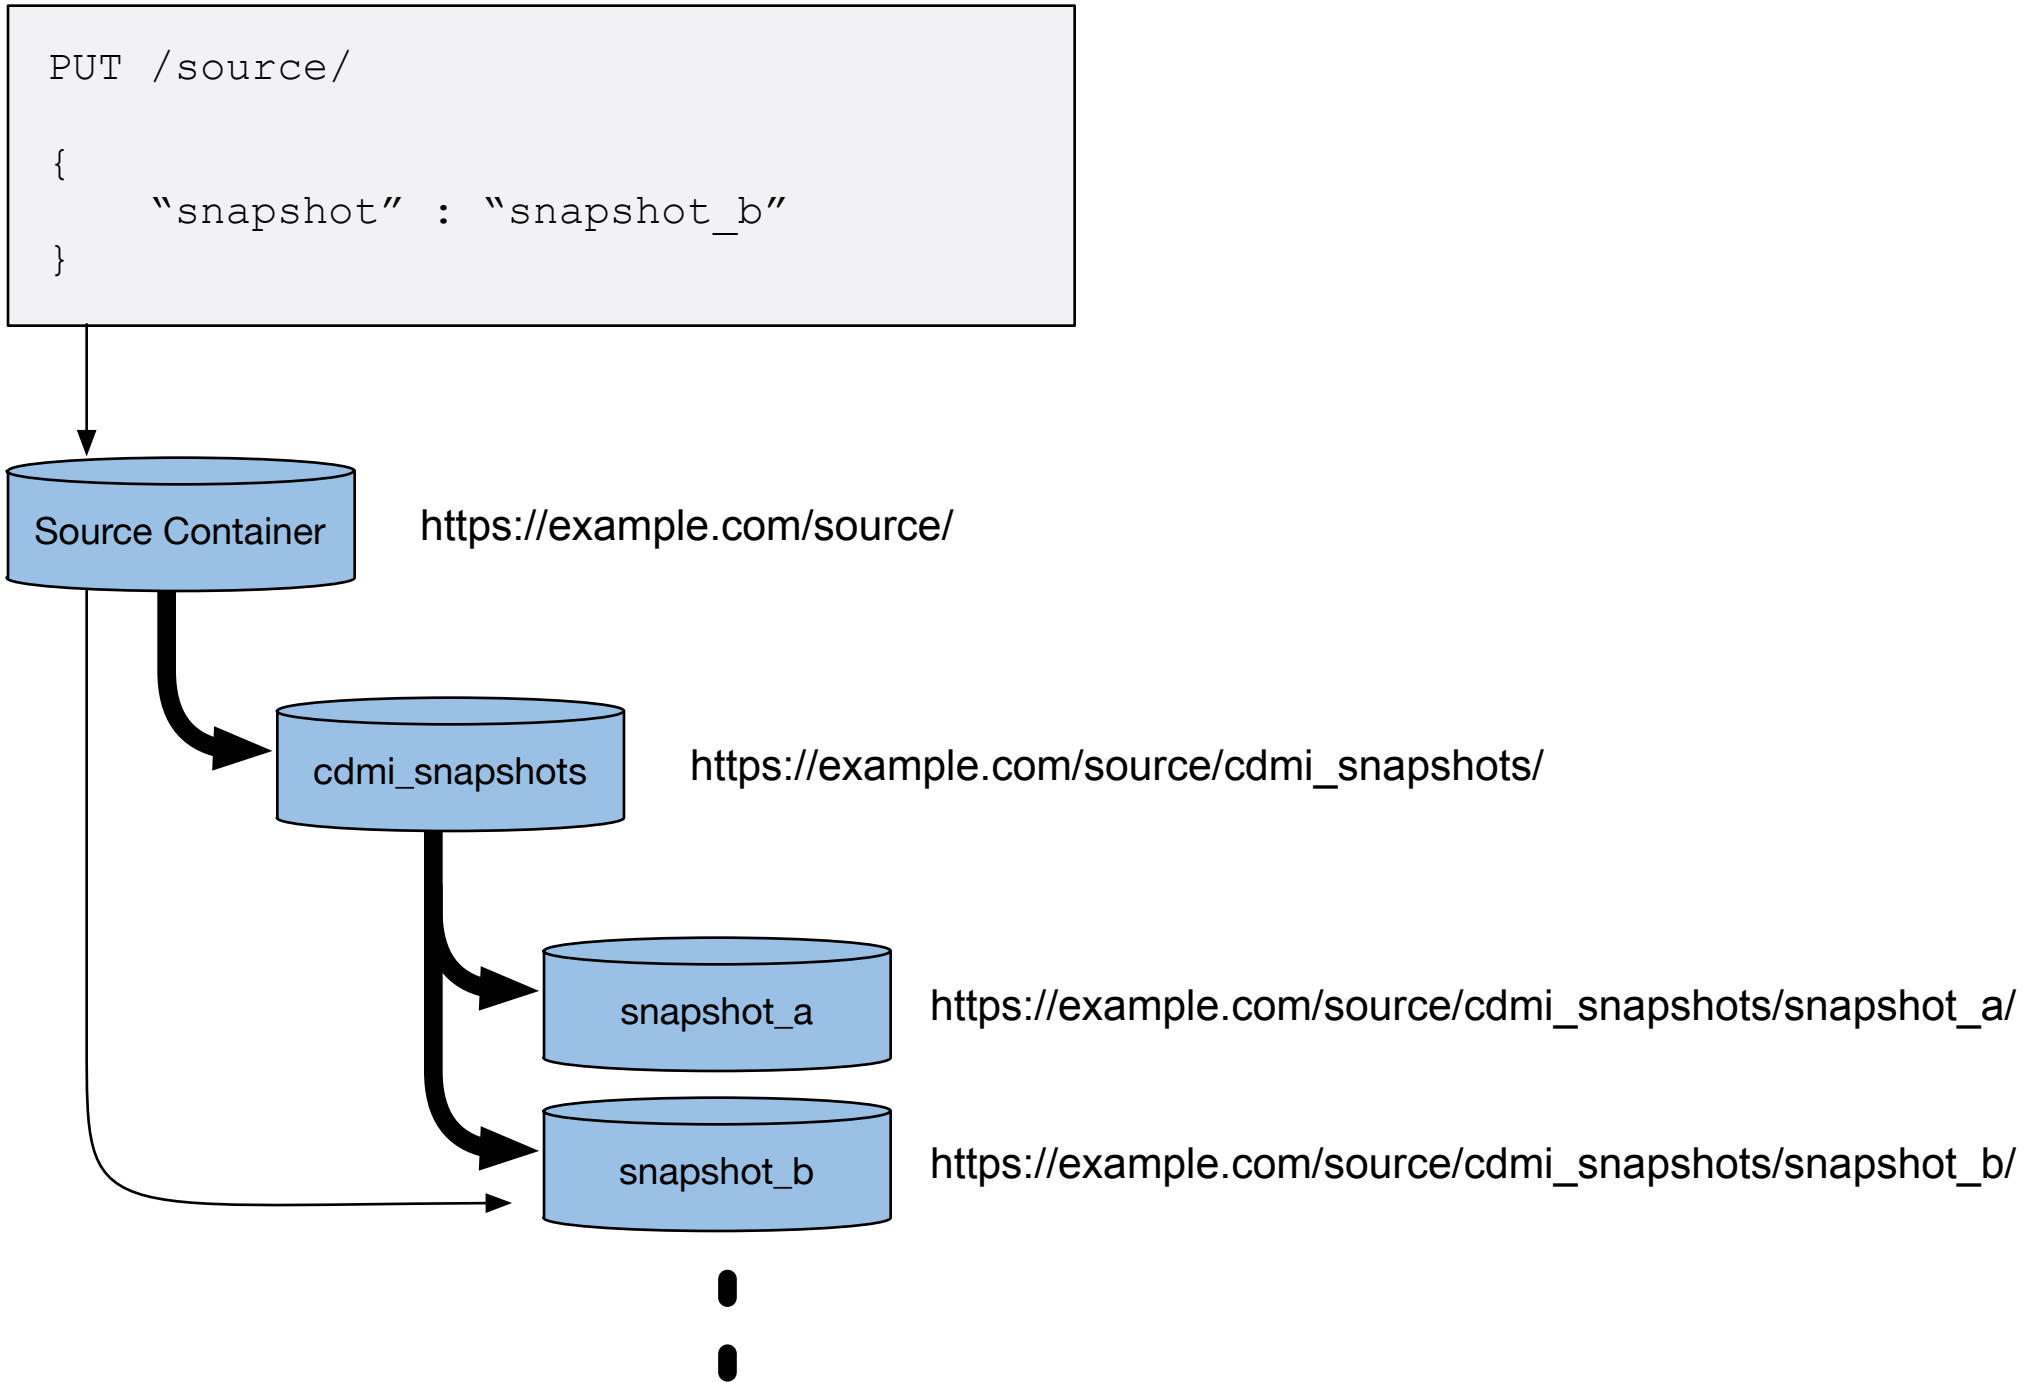 PUT /source/
{
“snapshot” : “snapshot_b”
}
Source Container
https://example.com/source/
cdmi_snapshots
https://example.com/source/cdmi_snapshots/
snapshot_a
https://example.com/source/cdmi_snapshots/snapshot_a/
snapshot_b
https://example.com/source/cdmi_snapshots/snapshot_b/